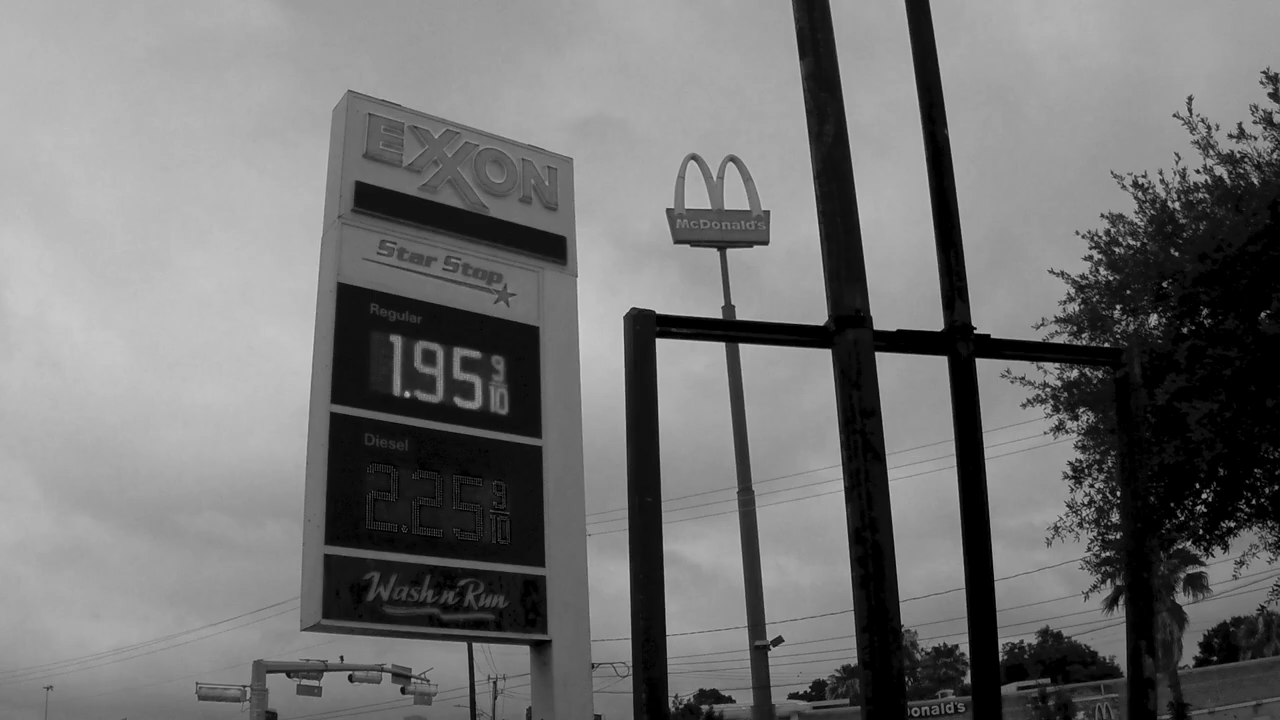 EXXON
Star Stop
Regular
1.95 9/10
Diesel
2.25 9/10
Wash n' Run
McDonald's
onald's